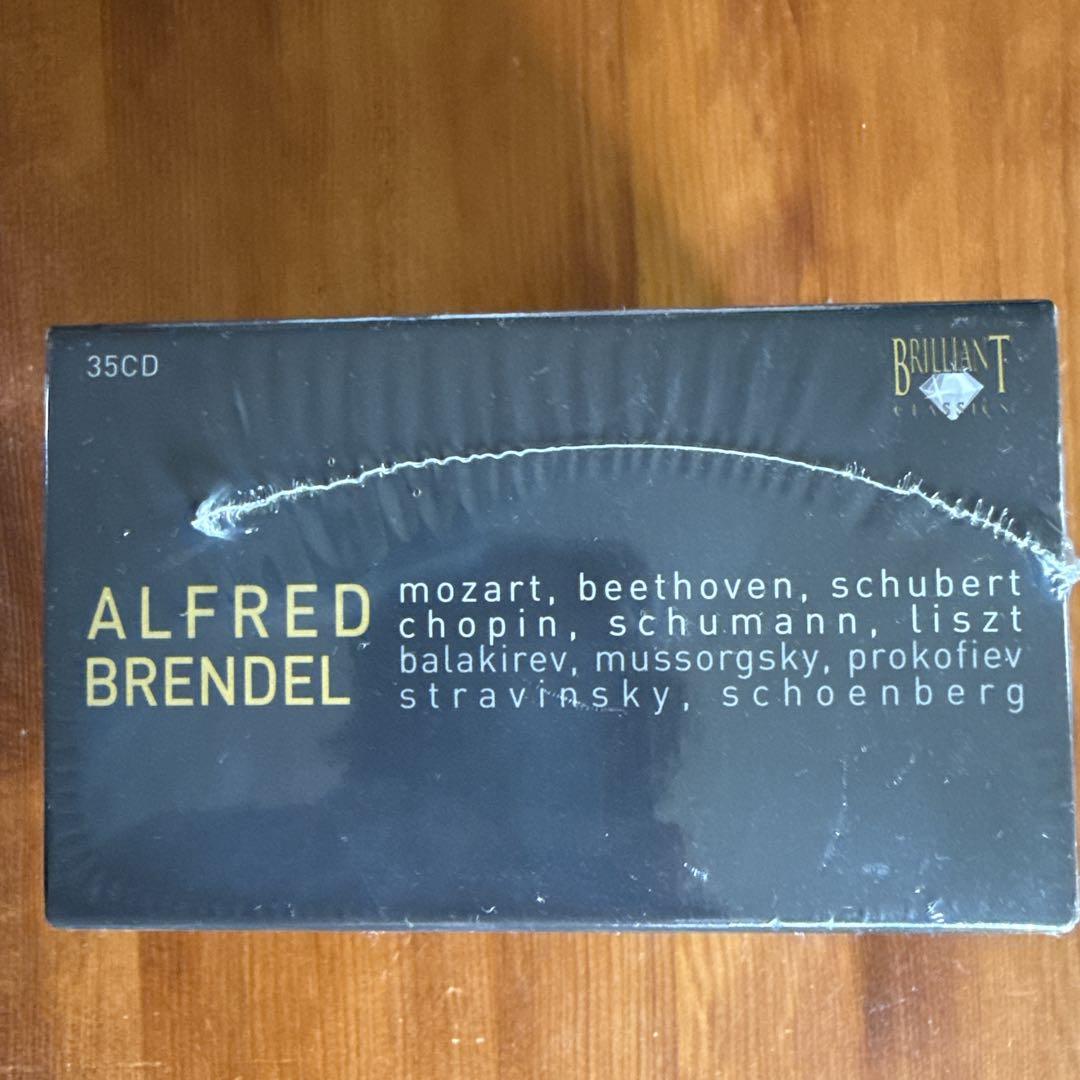 35CD
BRILLIANT
CLASSICS
ALFRED
BRENDEL
mozart, beethoven, schubert
chopin, schumann, liszt
balakirev, mussorgsky, prokofiev
stravinsky, schoenberg